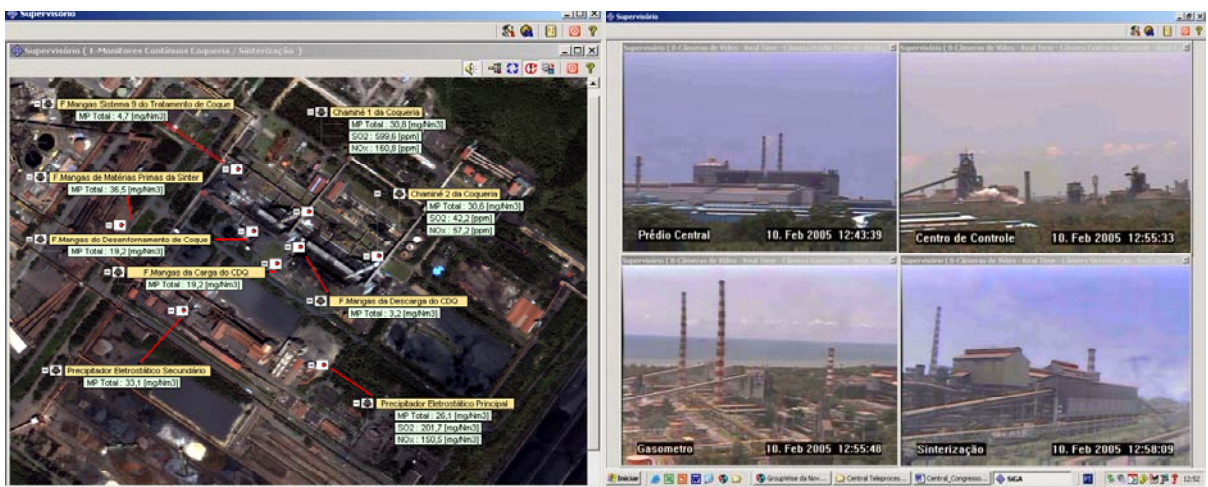 Supervisório
Supervisório ( 1-Monitores Contínuos Coqueria / Sinterização )
F.Mangas Sistema 9 do Tratamento de Coque
MP Total : 4,7 [mg/Nm3]
Chaminé 1 da Coqueria
MP Total : 30,8 [mg/Nm3]
SO2 : 599,6 [ppm]
NOx : 160,8 [ppm]
F.Mangas de Matérias Primas da Sinter
MP Total : 36,5 [mg/Nm3]
Chaminé 2 da Coqueria
MP Total : 30,6 [mg/Nm3]
SO2 : 42,2 [ppm]
NOx : 57,2 [ppm]
F.Mangas do Desenfornamento de Coque
MP Total : 19,2 [mg/Nm3]
F.Mangas da Carga do CDQ
MP Total : 19,2 [mg/Nm3]
F.Mangas da Descarga do CDQ
MP Total : 3,2 [mg/Nm3]
Precipitador Eletrostático Secundário
MP Total : 33,1 [mg/Nm3]
Precipitador Eletrostático Principal
MP Total : 26,1 [mg/Nm3]
SO2 : 201,7 [mg/Nm3]
NOx : 150,5 [mg/Nm3]
Supervisório
Prédio Central 10. Feb 2005 12:43:39
Centro de Controle 10. Feb 2005 12:55:33
Gasometro 10. Feb 2005 12:55:48
Sinterização 10. Feb 2005 12:58:09
Iniciar GroupWise da Nov... Central Teleproces... Central_Congresso... SIGA 12:52